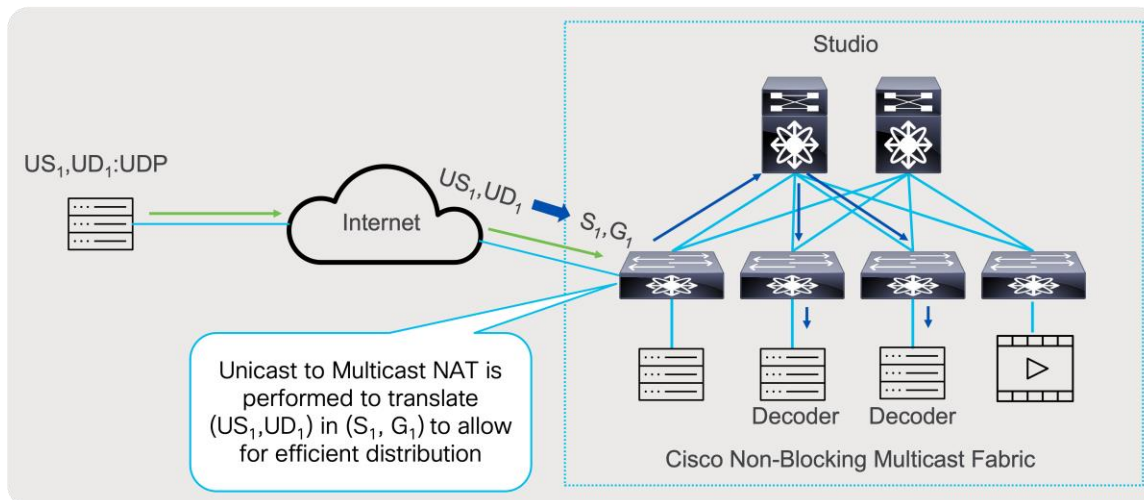 Studio
US₁,UD₁:UDP
Internet
US₁,UD₁
S₁,G₁
Unicast to Multicast NAT is
performed to translate
(US₁,UD₁) in (S₁, G₁) to allow
for efficient distribution
Decoder
Decoder
Cisco Non-Blocking Multicast Fabric